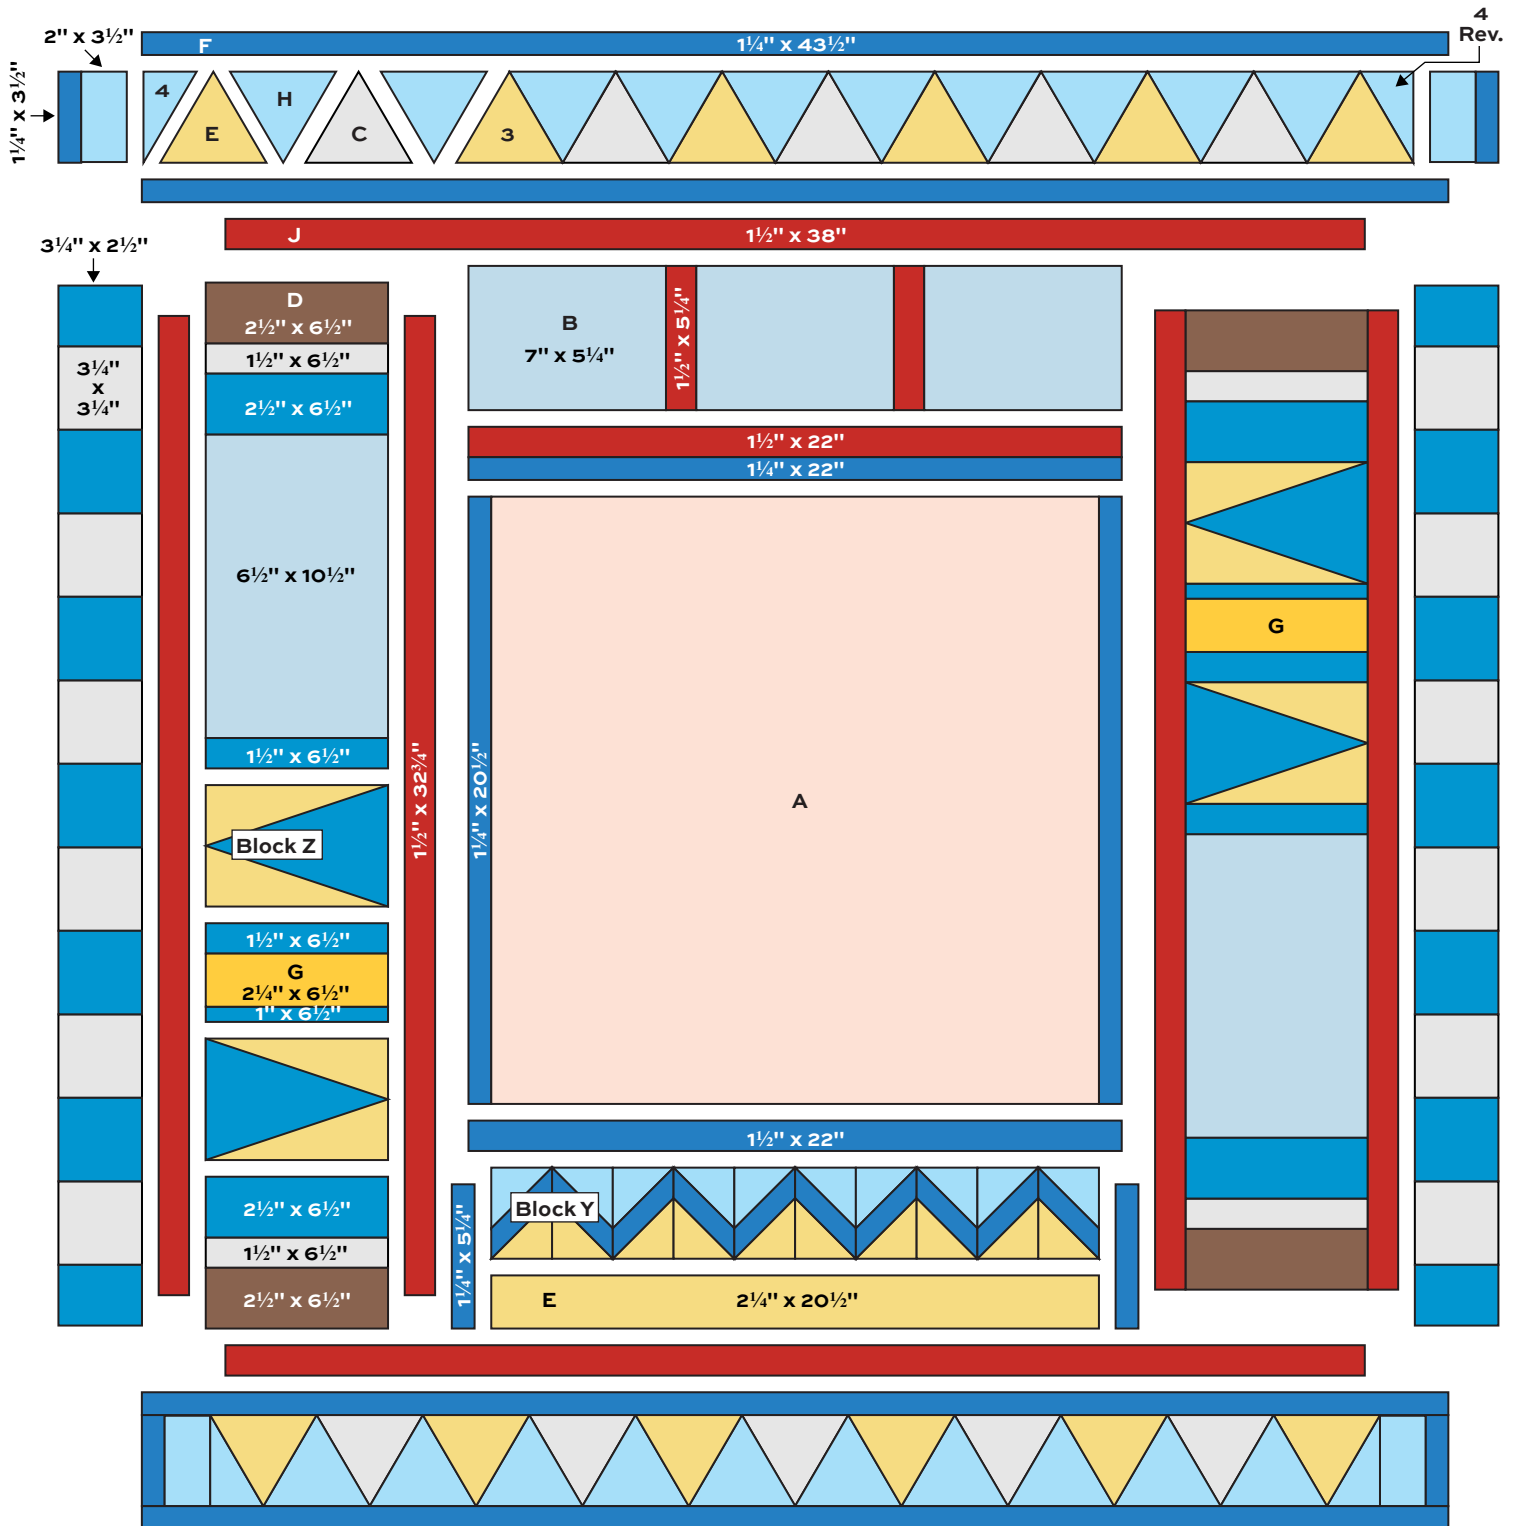 4
Rev.
2" x 3½"
F
1¼" x 43½"
1¼" x 3½"
4
E
H
C
3
J
1½" x 38"
3¼" x 2½"
3¼"
x
3¼"
D
2½" x 6½"
1½" x 6½"
2½" x 6½"
6½" x 10½"
1½" x 6½"
Block Z
1½" x 6½"
G
2¼" x 6½"
1" x 6½"
2½" x 6½"
1½" x 6½"
2½" x 6½"
1½" x 32¾"
B
7" x 5¼"
1½" x 5¼"
1½" x 22"
1¼" x 22"
1¼" x 20½"
A
1½" x 22"
Block Y
1¼" x 5¼"
E
2¼" x 20½"
G